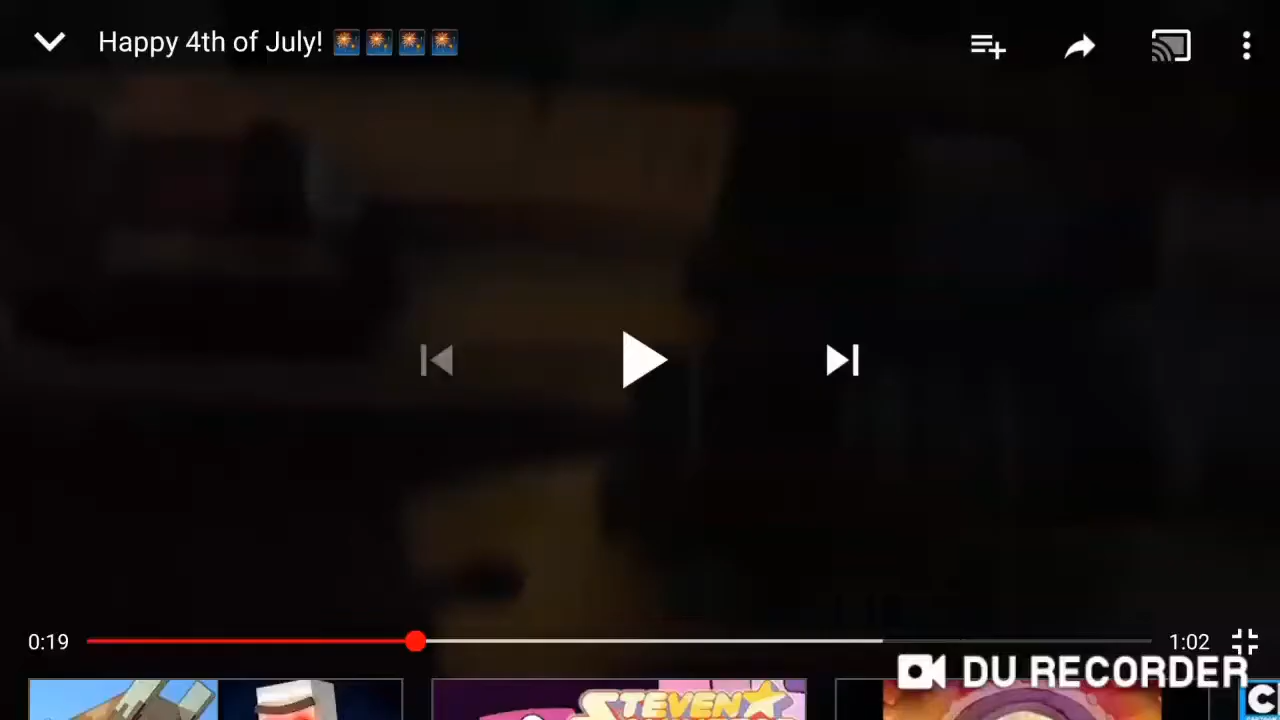 Happy 4th of July! 🎆🎆🎆🎆
0:19
1:02
DU RECORDER
STEVEN
C